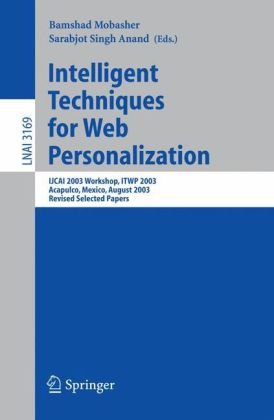 Bamshad Mobasher
Sarabjot Singh Anand (Eds.)
LNAI 3169
Intelligent
Techniques
for Web
Personalization
IJCAI 2003 Workshop, ITWP 2003
Acapulco, Mexico, August 2003
Revised Selected Papers
Springer